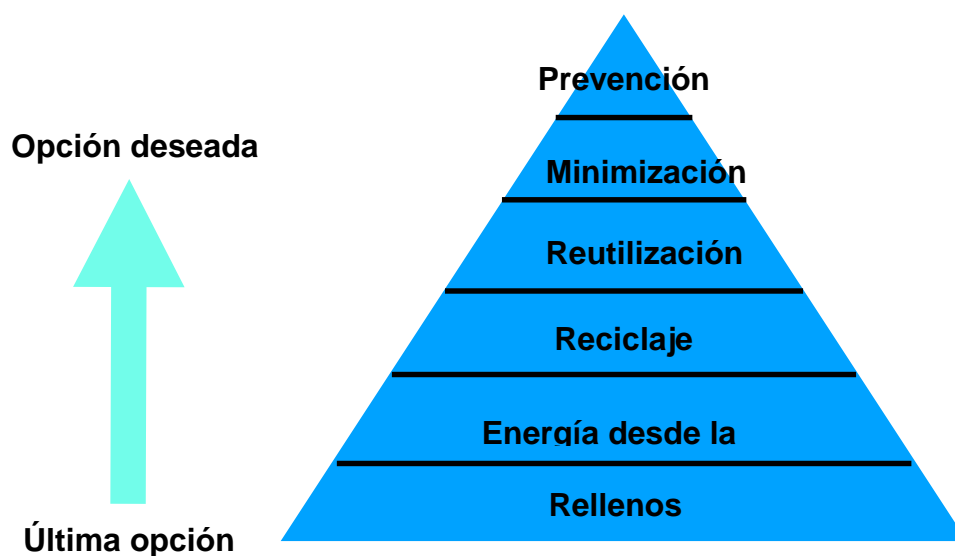 Prevención
Opción deseada
Minimización
Reutilización
Reciclaje
Energía desde la
Rellenos
Última opción